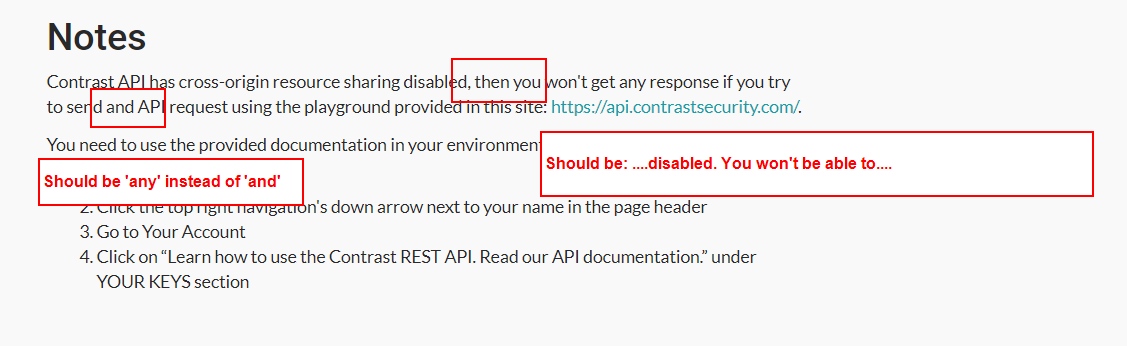 Notes
Contrast API has cross-origin resource sharing disabled, then you won't get any response if you try
to send and API request using the playground provided in this site: https://api.contrastsecurity.com/.
You need to use the provided documentation in your environment
Should be: ....disabled. You won't be able to....
Should be 'any' instead of 'and'
2. Click the top right navigation's down arrow next to your name in the page header
3. Go to Your Account
4. Click on “Learn how to use the Contrast REST API. Read our API documentation.” under
YOUR KEYS section